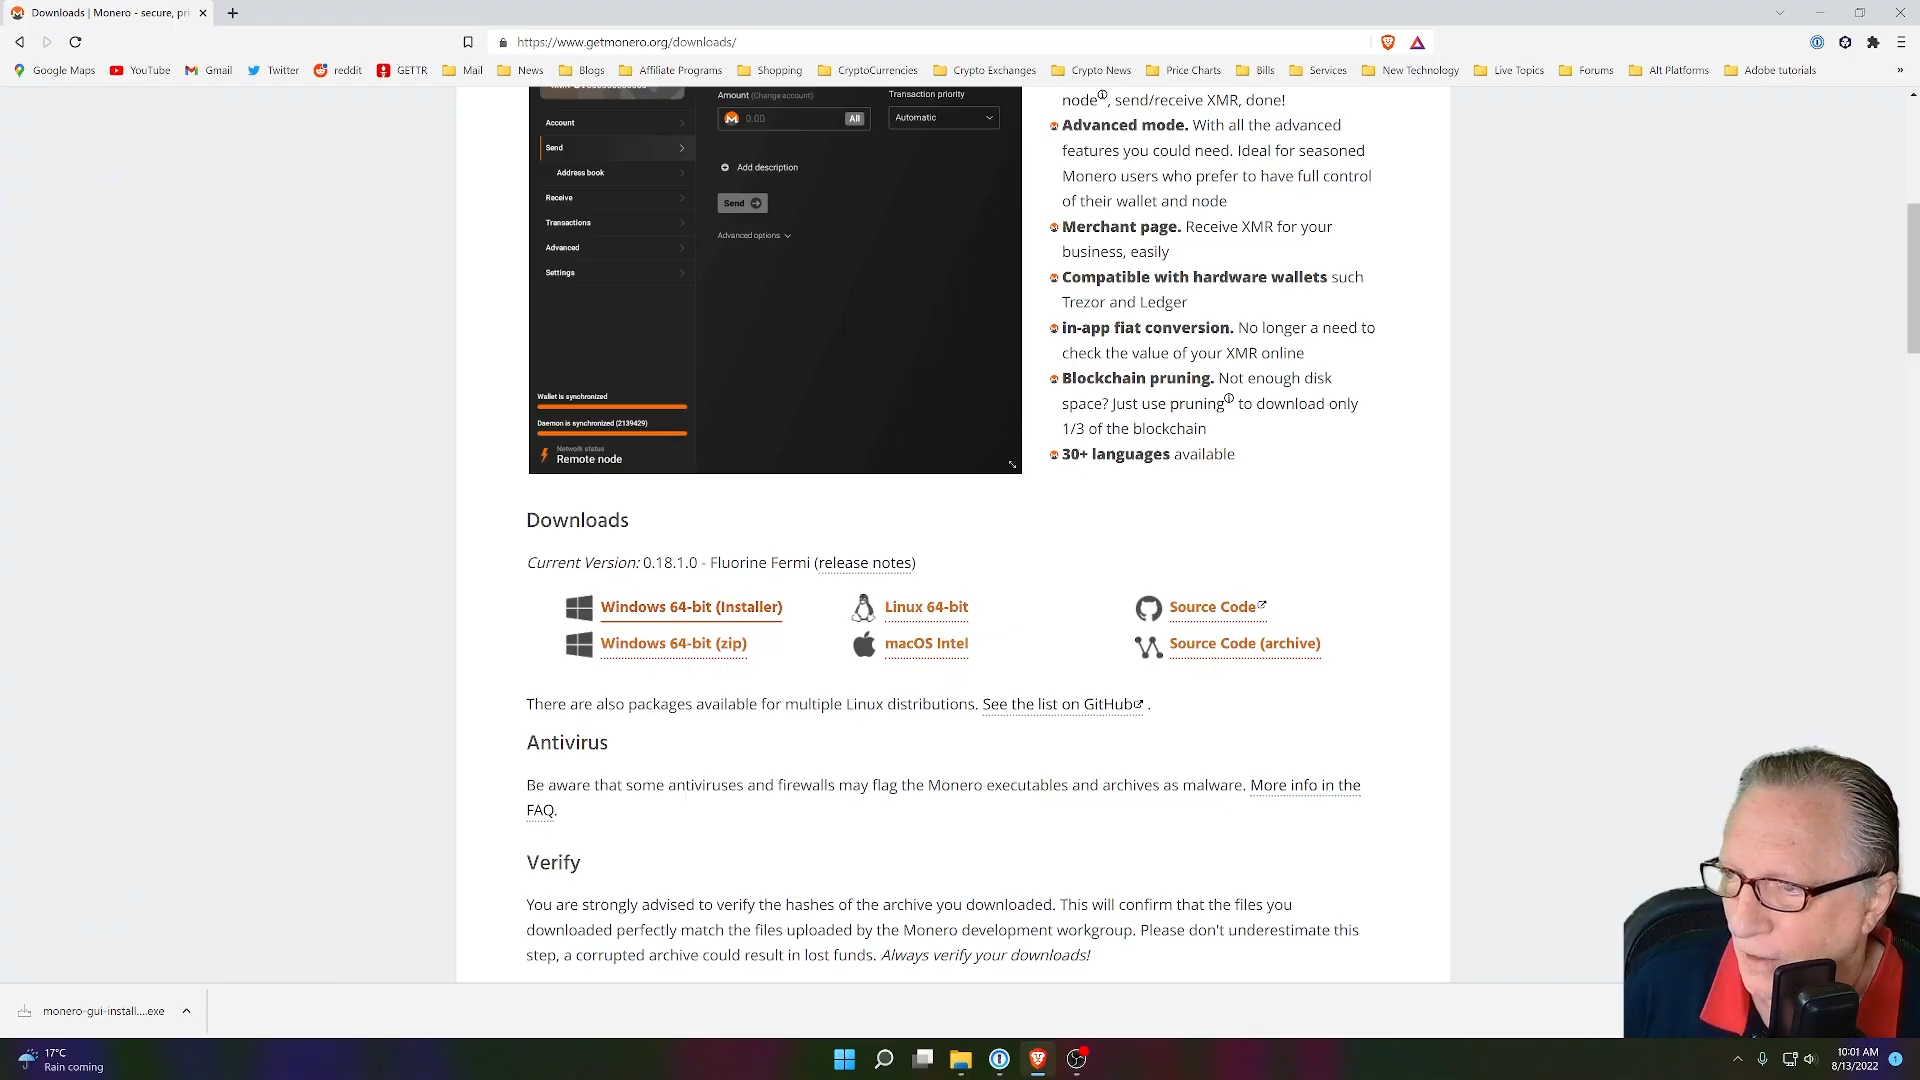 Downloads | Monero - secure, pri
https://www.getmonero.org/downloads/
Google Maps YouTube Gmail Twitter reddit GETTR Mail News Blogs Affiliate Programs Shopping CryptoCurrencies Crypto Exchanges Crypto News Price Charts Bills Services New Technology Live Topics Forums Alt Platforms Adobe tutorials »
Amount (Change account) Transaction priority
0.00 All Automatic
Account
Send
Address book
Receive
Transactions
Advanced
Settings
Add description
Send
Advanced options
Wallet is synchronized
Daemon is synchronized (2139429)
Network status
Remote node
node, send/receive XMR, done!
Advanced mode. With all the advanced
features you could need. Ideal for seasoned
Monero users who prefer to have full control
of their wallet and node
Merchant page. Receive XMR for your
business, easily
Compatible with hardware wallets such
Trezor and Ledger
in-app fiat conversion. No longer a need to
check the value of your XMR online
Blockchain pruning. Not enough disk
space? Just use pruning to download only
1/3 of the blockchain
30+ languages available
Downloads
Current Version: 0.18.1.0 - Fluorine Fermi (release notes)
Windows 64-bit (Installer) Linux 64-bit Source Code
Windows 64-bit (zip) macOS Intel Source Code (archive)
There are also packages available for multiple Linux distributions. See the list on GitHub .
Antivirus
Be aware that some antiviruses and firewalls may flag the Monero executables and archives as malware. More info in the
FAQ.
Verify
You are strongly advised to verify the hashes of the archive you downloaded. This will confirm that the files you
downloaded perfectly match the files uploaded by the Monero development workgroup. Please don't underestimate this
step, a corrupted archive could result in lost funds. Always verify your downloads!
monero-gui-install....exe
17°C
Rain coming
10:01 AM
8/13/2022
1